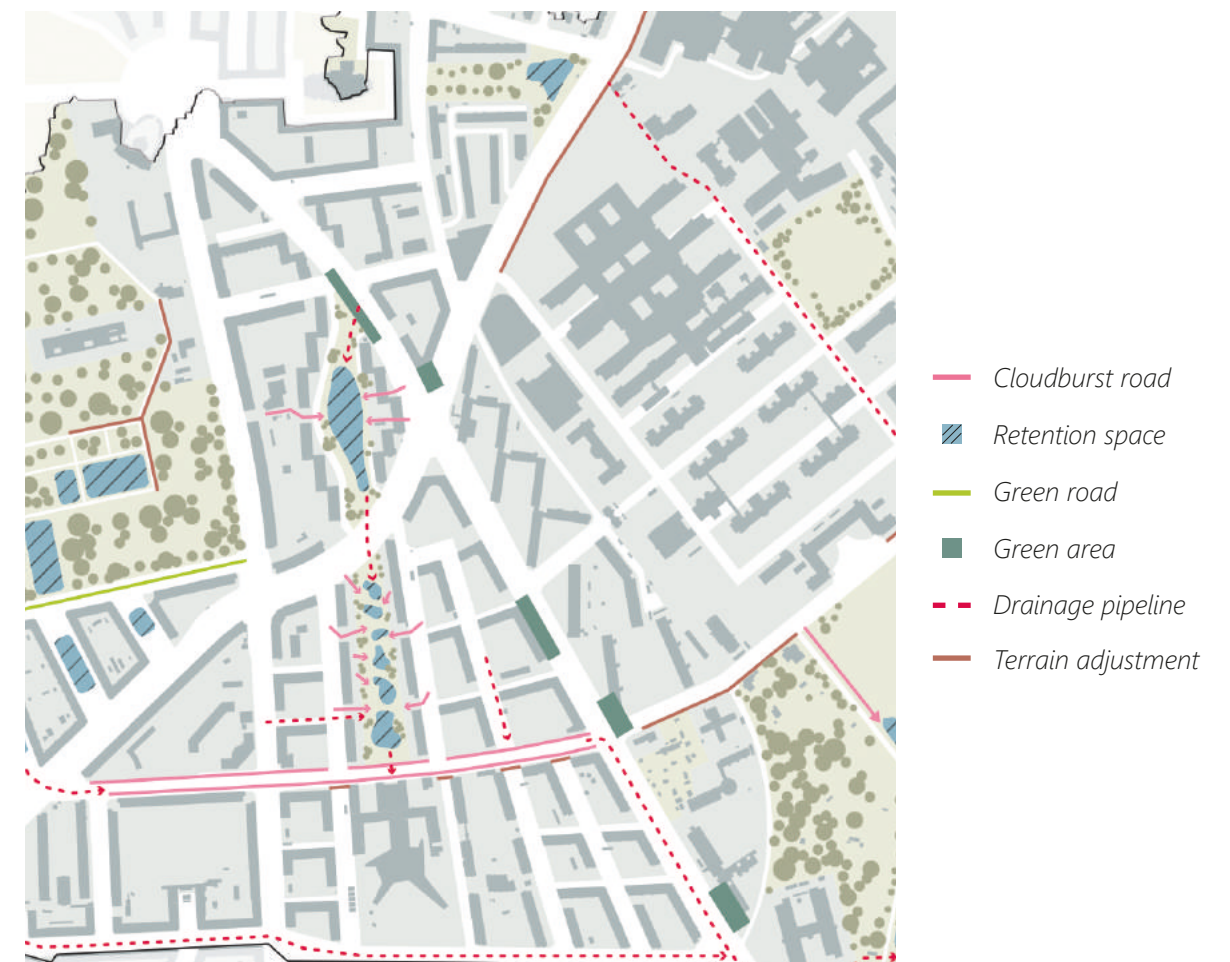 Cloudburst road
Retention space
Green road
Green area
Drainage pipeline
Terrain adjustment